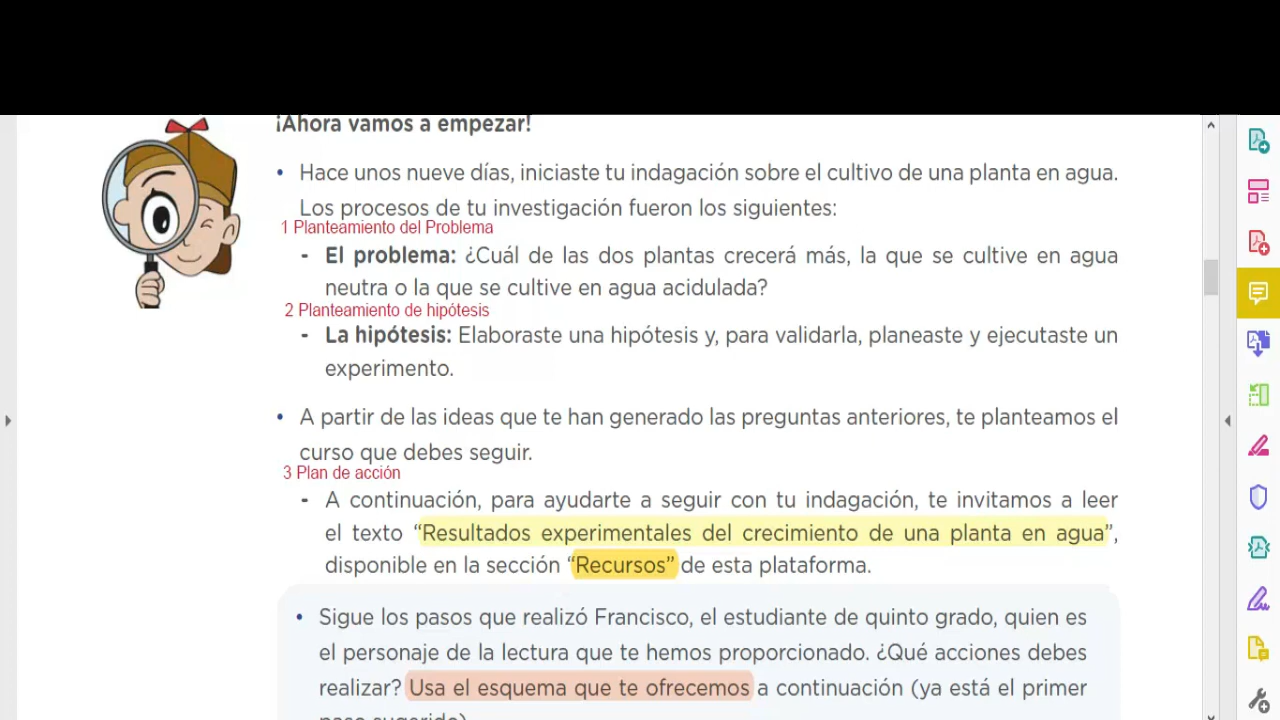 ¡Ahora vamos a empezar!
• Hace unos nueve días, iniciaste tu indagación sobre el cultivo de una planta en agua.
Los procesos de tu investigación fueron los siguientes:
1 Planteamiento del Problema
- El problema: ¿Cuál de las dos plantas crecerá más, la que se cultive en agua
neutra o la que se cultive en agua acidulada?
2 Planteamiento de hipótesis
- La hipótesis: Elaboraste una hipótesis y, para validarla, planeaste y ejecutaste un
experimento.
• A partir de las ideas que te han generado las preguntas anteriores, te planteamos el
curso que debes seguir.
3 Plan de acción
- A continuación, para ayudarte a seguir con tu indagación, te invitamos a leer
el texto “Resultados experimentales del crecimiento de una planta en agua”,
disponible en la sección “Recursos” de esta plataforma.
• Sigue los pasos que realizó Francisco, el estudiante de quinto grado, quien es
el personaje de la lectura que te hemos proporcionado. ¿Qué acciones debes
realizar? Usa el esquema que te ofrecemos a continuación (ya está el primer
paso sugerido)